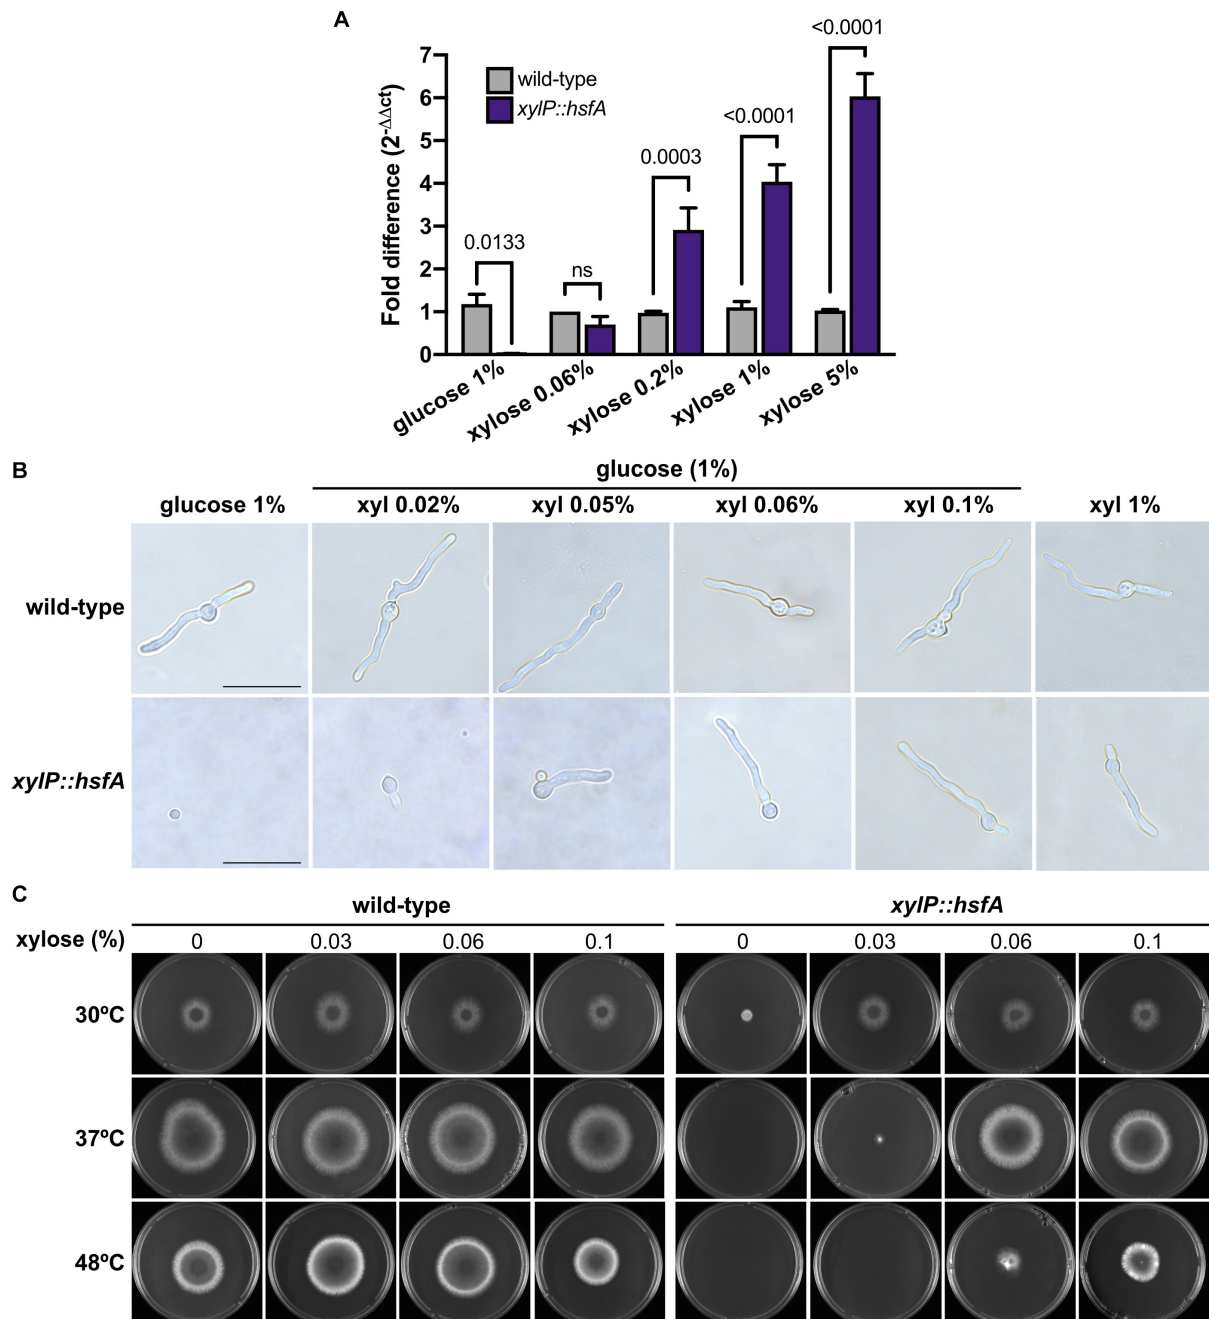 A
<0.0001
7
wild-type
xylP::hsfA
6
<0.0001
5
0.0003
4
3
0.0133
ns
2
1
0
Fold difference (2^-ΔΔct)
glucose 1%
xylose 0.06%
xylose 0.2%
xylose 1%
xylose 5%
B
glucose (1%)
glucose 1% xyl 0.02% xyl 0.05% xyl 0.06% xyl 0.1% xyl 1%
wild-type
xylP::hsfA
C
wild-type xylP::hsfA
xylose (%) 0 0.03 0.06 0.1 0 0.03 0.06 0.1
30ºC
37ºC
48ºC